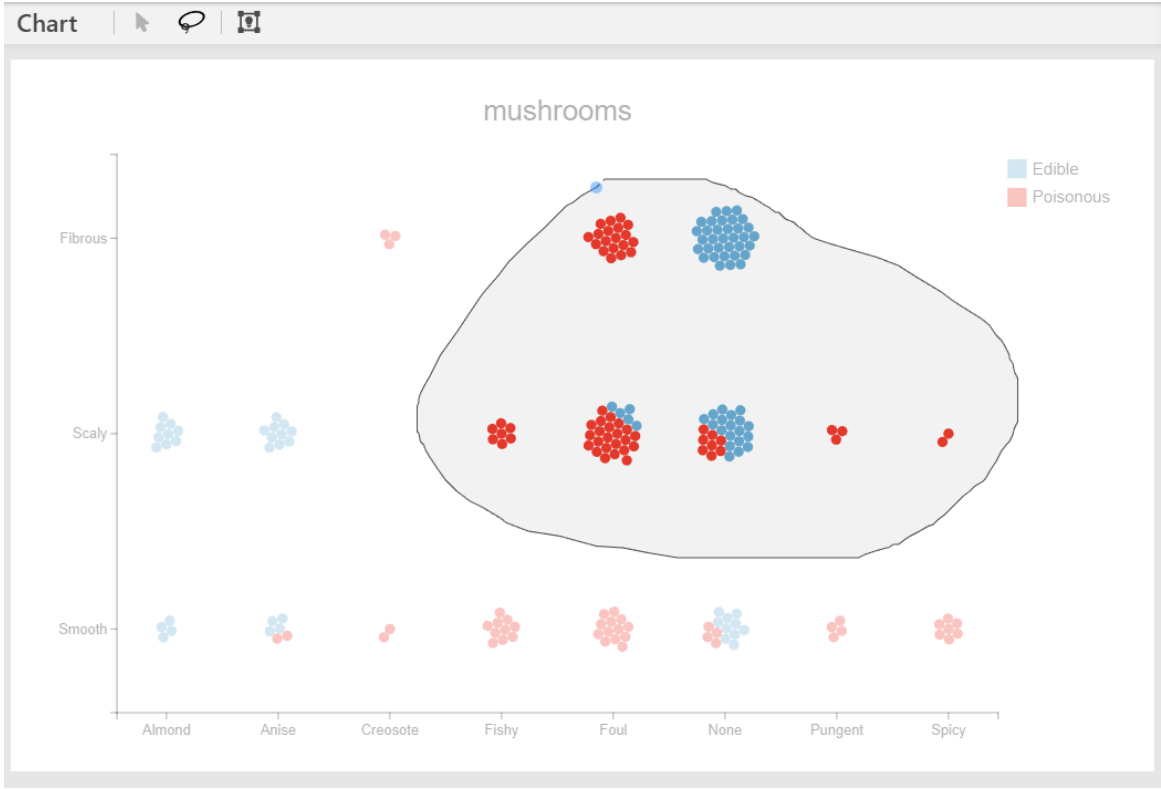 Chart
mushrooms
Edible
Poisonous
Fibrous
Scaly
Smooth
Almond Anise Creosote Fishy Foul None Pungent Spicy